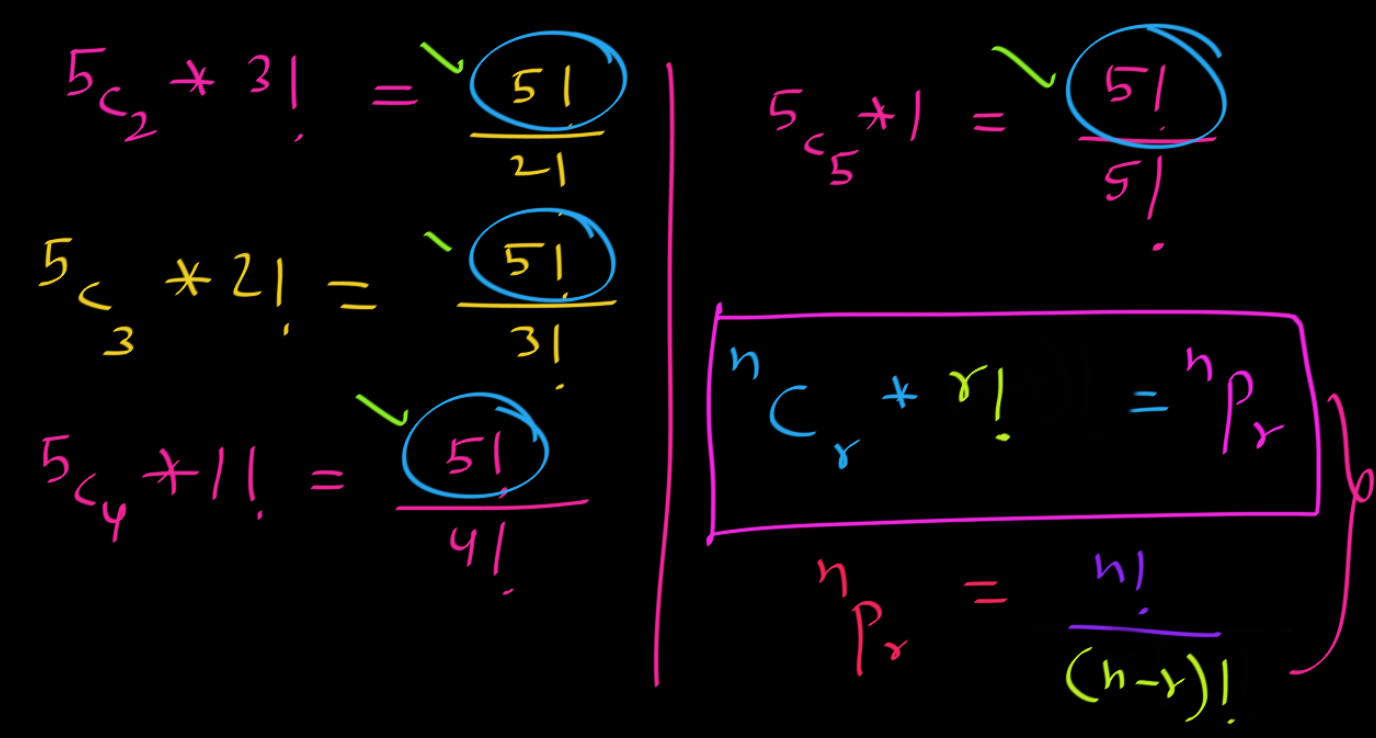 ⁵C₂ * 3! = 5!/2!
⁵C₃ * 2! = 5!/3!
⁵C₄ * 1! = 5!/4!
⁵C₅ * 1 = 5!/5!
ⁿCᵣ * r! = ⁿPᵣ
ⁿPᵣ = n!/(n-r)!